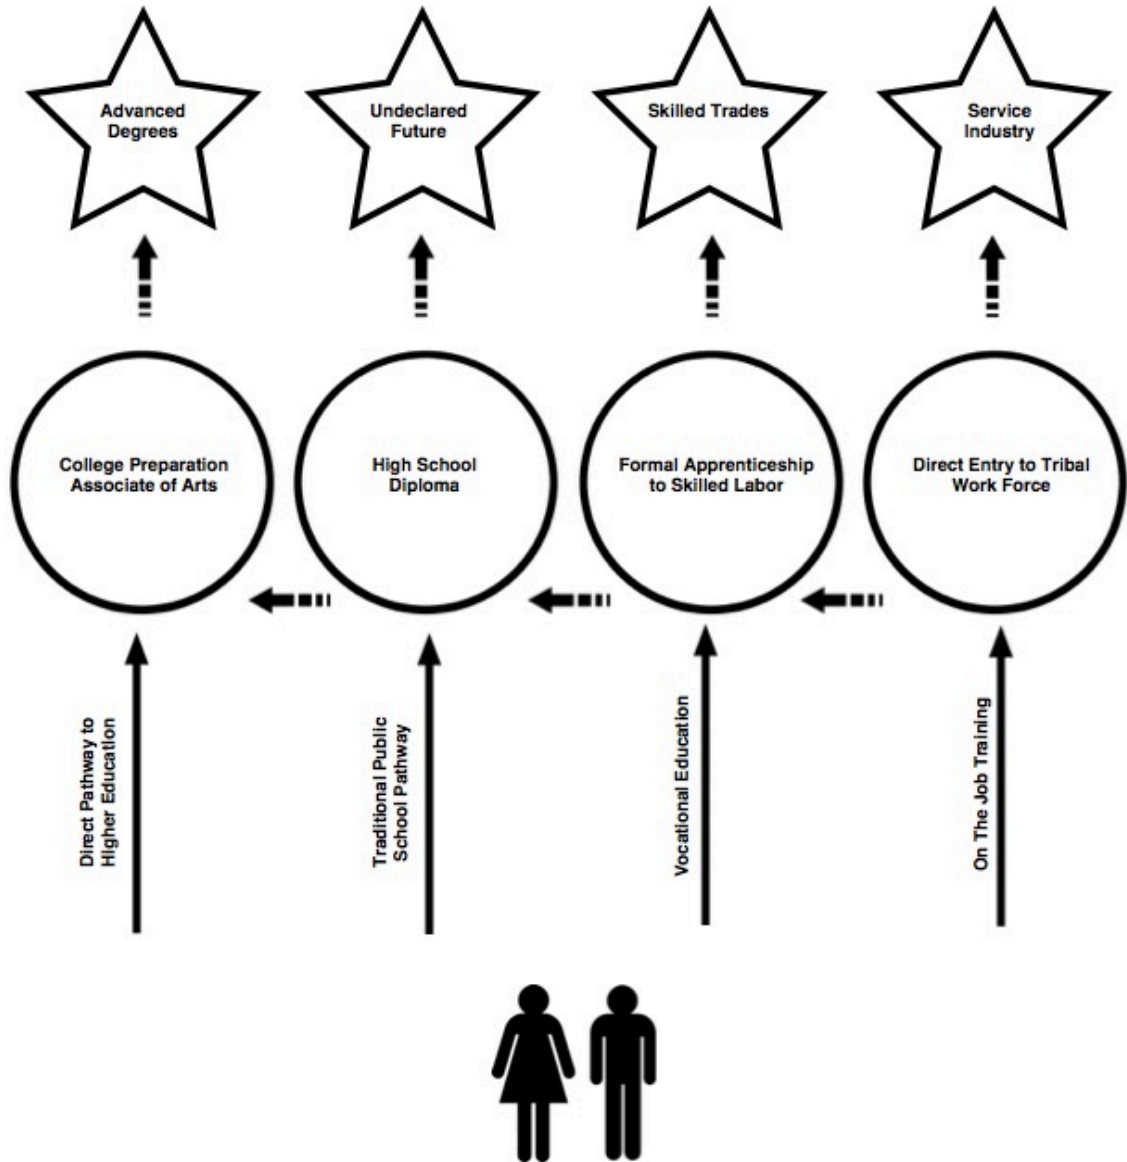 Advanced
Degrees
Undeclared
Future
Skilled Trades
Service
Industry
College Preparation
Associate of Arts
High School
Diploma
Formal Apprenticeship
to Skilled Labor
Direct Entry to Tribal
Work Force
Direct Pathway to
Higher Education
Traditional Public
School Pathway
Vocational Education
On The Job Training